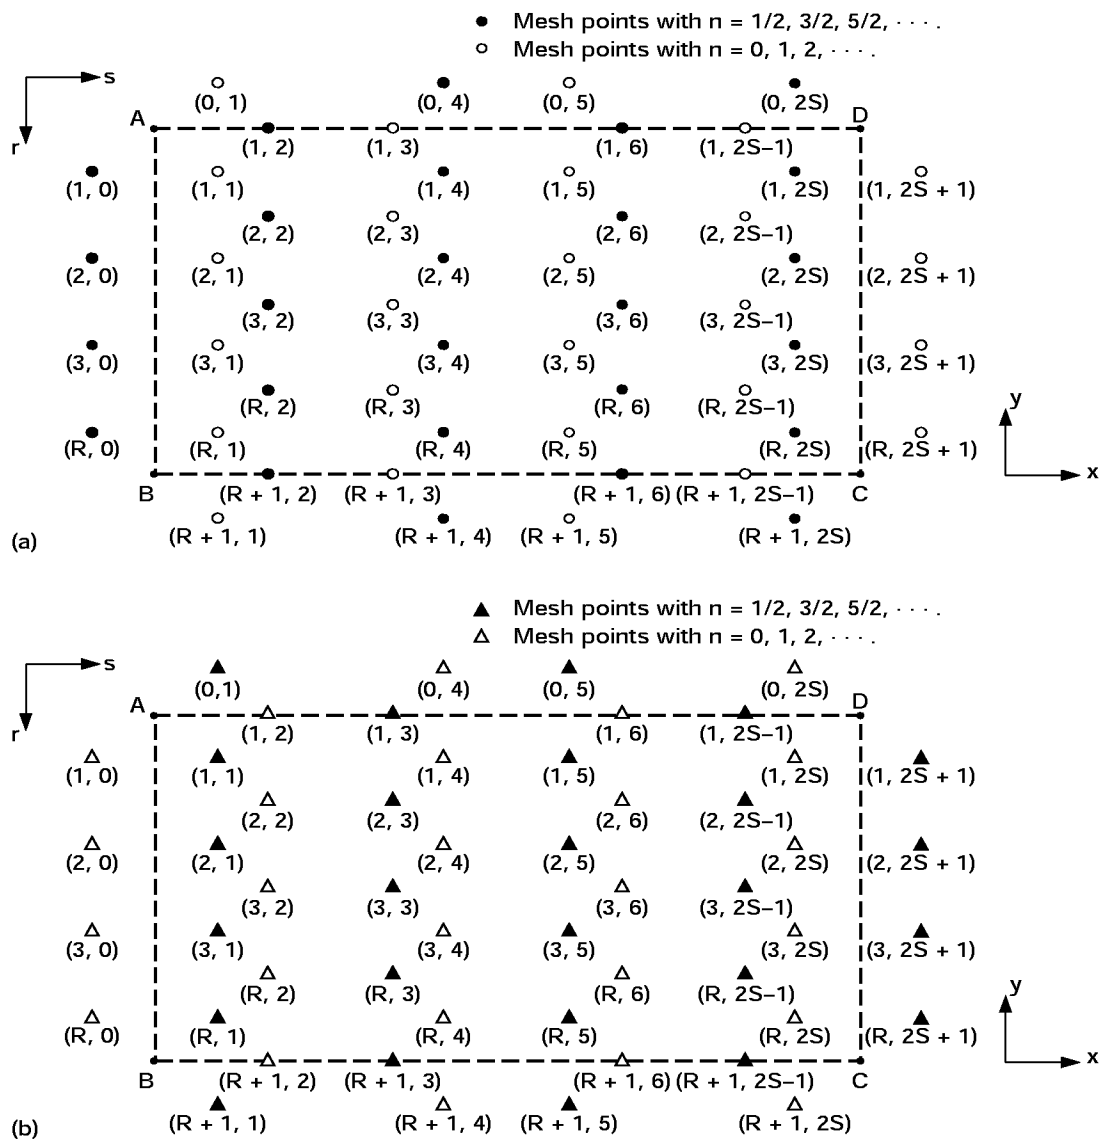 Mesh points with n = 1/2, 3/2, 5/2, · · · ·
Mesh points with n = 0, 1, 2, · · · ·
s
r
(0, 1) (0, 4) (0, 5) (0, 2S)
A D
(1, 2) (1, 3) (1, 6) (1, 2S–1)
(1, 0) (1, 1) (1, 4) (1, 5) (1, 2S) (1, 2S + 1)
(2, 2) (2, 3) (2, 6) (2, 2S–1)
(2, 0) (2, 1) (2, 4) (2, 5) (2, 2S) (2, 2S + 1)
(3, 2) (3, 3) (3, 6) (3, 2S–1)
(3, 0) (3, 1) (3, 4) (3, 5) (3, 2S) (3, 2S + 1)
(R, 2) (R, 3) (R, 6) (R, 2S–1)
y
(R, 0) (R, 1) (R, 4) (R, 5) (R, 2S) (R, 2S + 1)
x
B (R + 1, 2) (R + 1, 3) (R + 1, 6) (R + 1, 2S–1) C
(R + 1, 1) (R + 1, 4) (R + 1, 5) (R + 1, 2S)
(a)
Mesh points with n = 1/2, 3/2, 5/2, · · · ·
Mesh points with n = 0, 1, 2, · · · ·
s
r
(0,1) (0, 4) (0, 5) (0, 2S)
A D
(1, 2) (1, 3) (1, 6) (1, 2S–1)
(1, 0) (1, 1) (1, 4) (1, 5) (1, 2S) (1, 2S + 1)
(2, 2) (2, 3) (2, 6) (2, 2S–1)
(2, 0) (2, 1) (2, 4) (2, 5) (2, 2S) (2, 2S + 1)
(3, 2) (3, 3) (3, 6) (3, 2S–1)
(3, 0) (3, 1) (3, 4) (3, 5) (3, 2S) (3, 2S + 1)
(R, 2) (R, 3) (R, 6) (R, 2S–1)
y
(R, 0) (R, 1) (R, 4) (R, 5) (R, 2S) (R, 2S + 1)
x
B (R + 1, 2) (R + 1, 3) (R + 1, 6) (R + 1, 2S–1) C
(R + 1, 1) (R + 1, 4) (R + 1, 5) (R + 1, 2S)
(b)